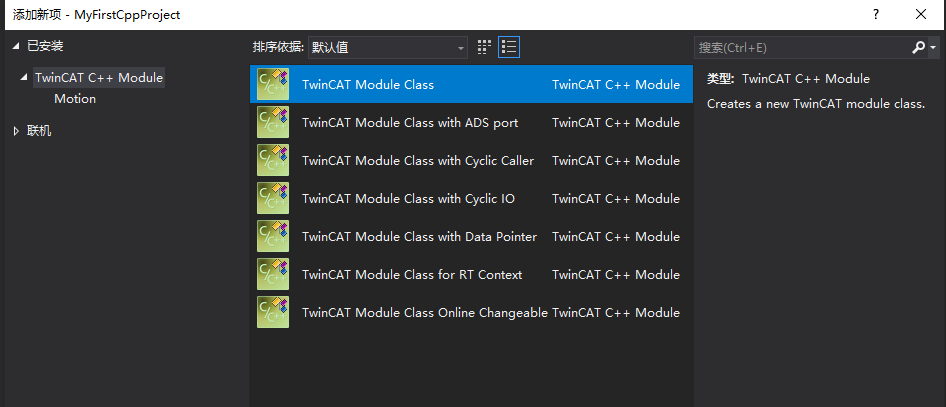 添加新项 - MyFirstCppProject
?
已安装
TwinCAT C++ Module
Motion
联机
排序依据: 默认值
TwinCAT Module Class TwinCAT C++ Module
TwinCAT Module Class with ADS port TwinCAT C++ Module
TwinCAT Module Class with Cyclic Caller TwinCAT C++ Module
TwinCAT Module Class with Cyclic IO TwinCAT C++ Module
TwinCAT Module Class with Data Pointer TwinCAT C++ Module
TwinCAT Module Class for RT Context TwinCAT C++ Module
TwinCAT Module Class Online Changeable TwinCAT C++ Module
搜索(Ctrl+E)
类型: TwinCAT C++ Module
Creates a new TwinCAT module class.